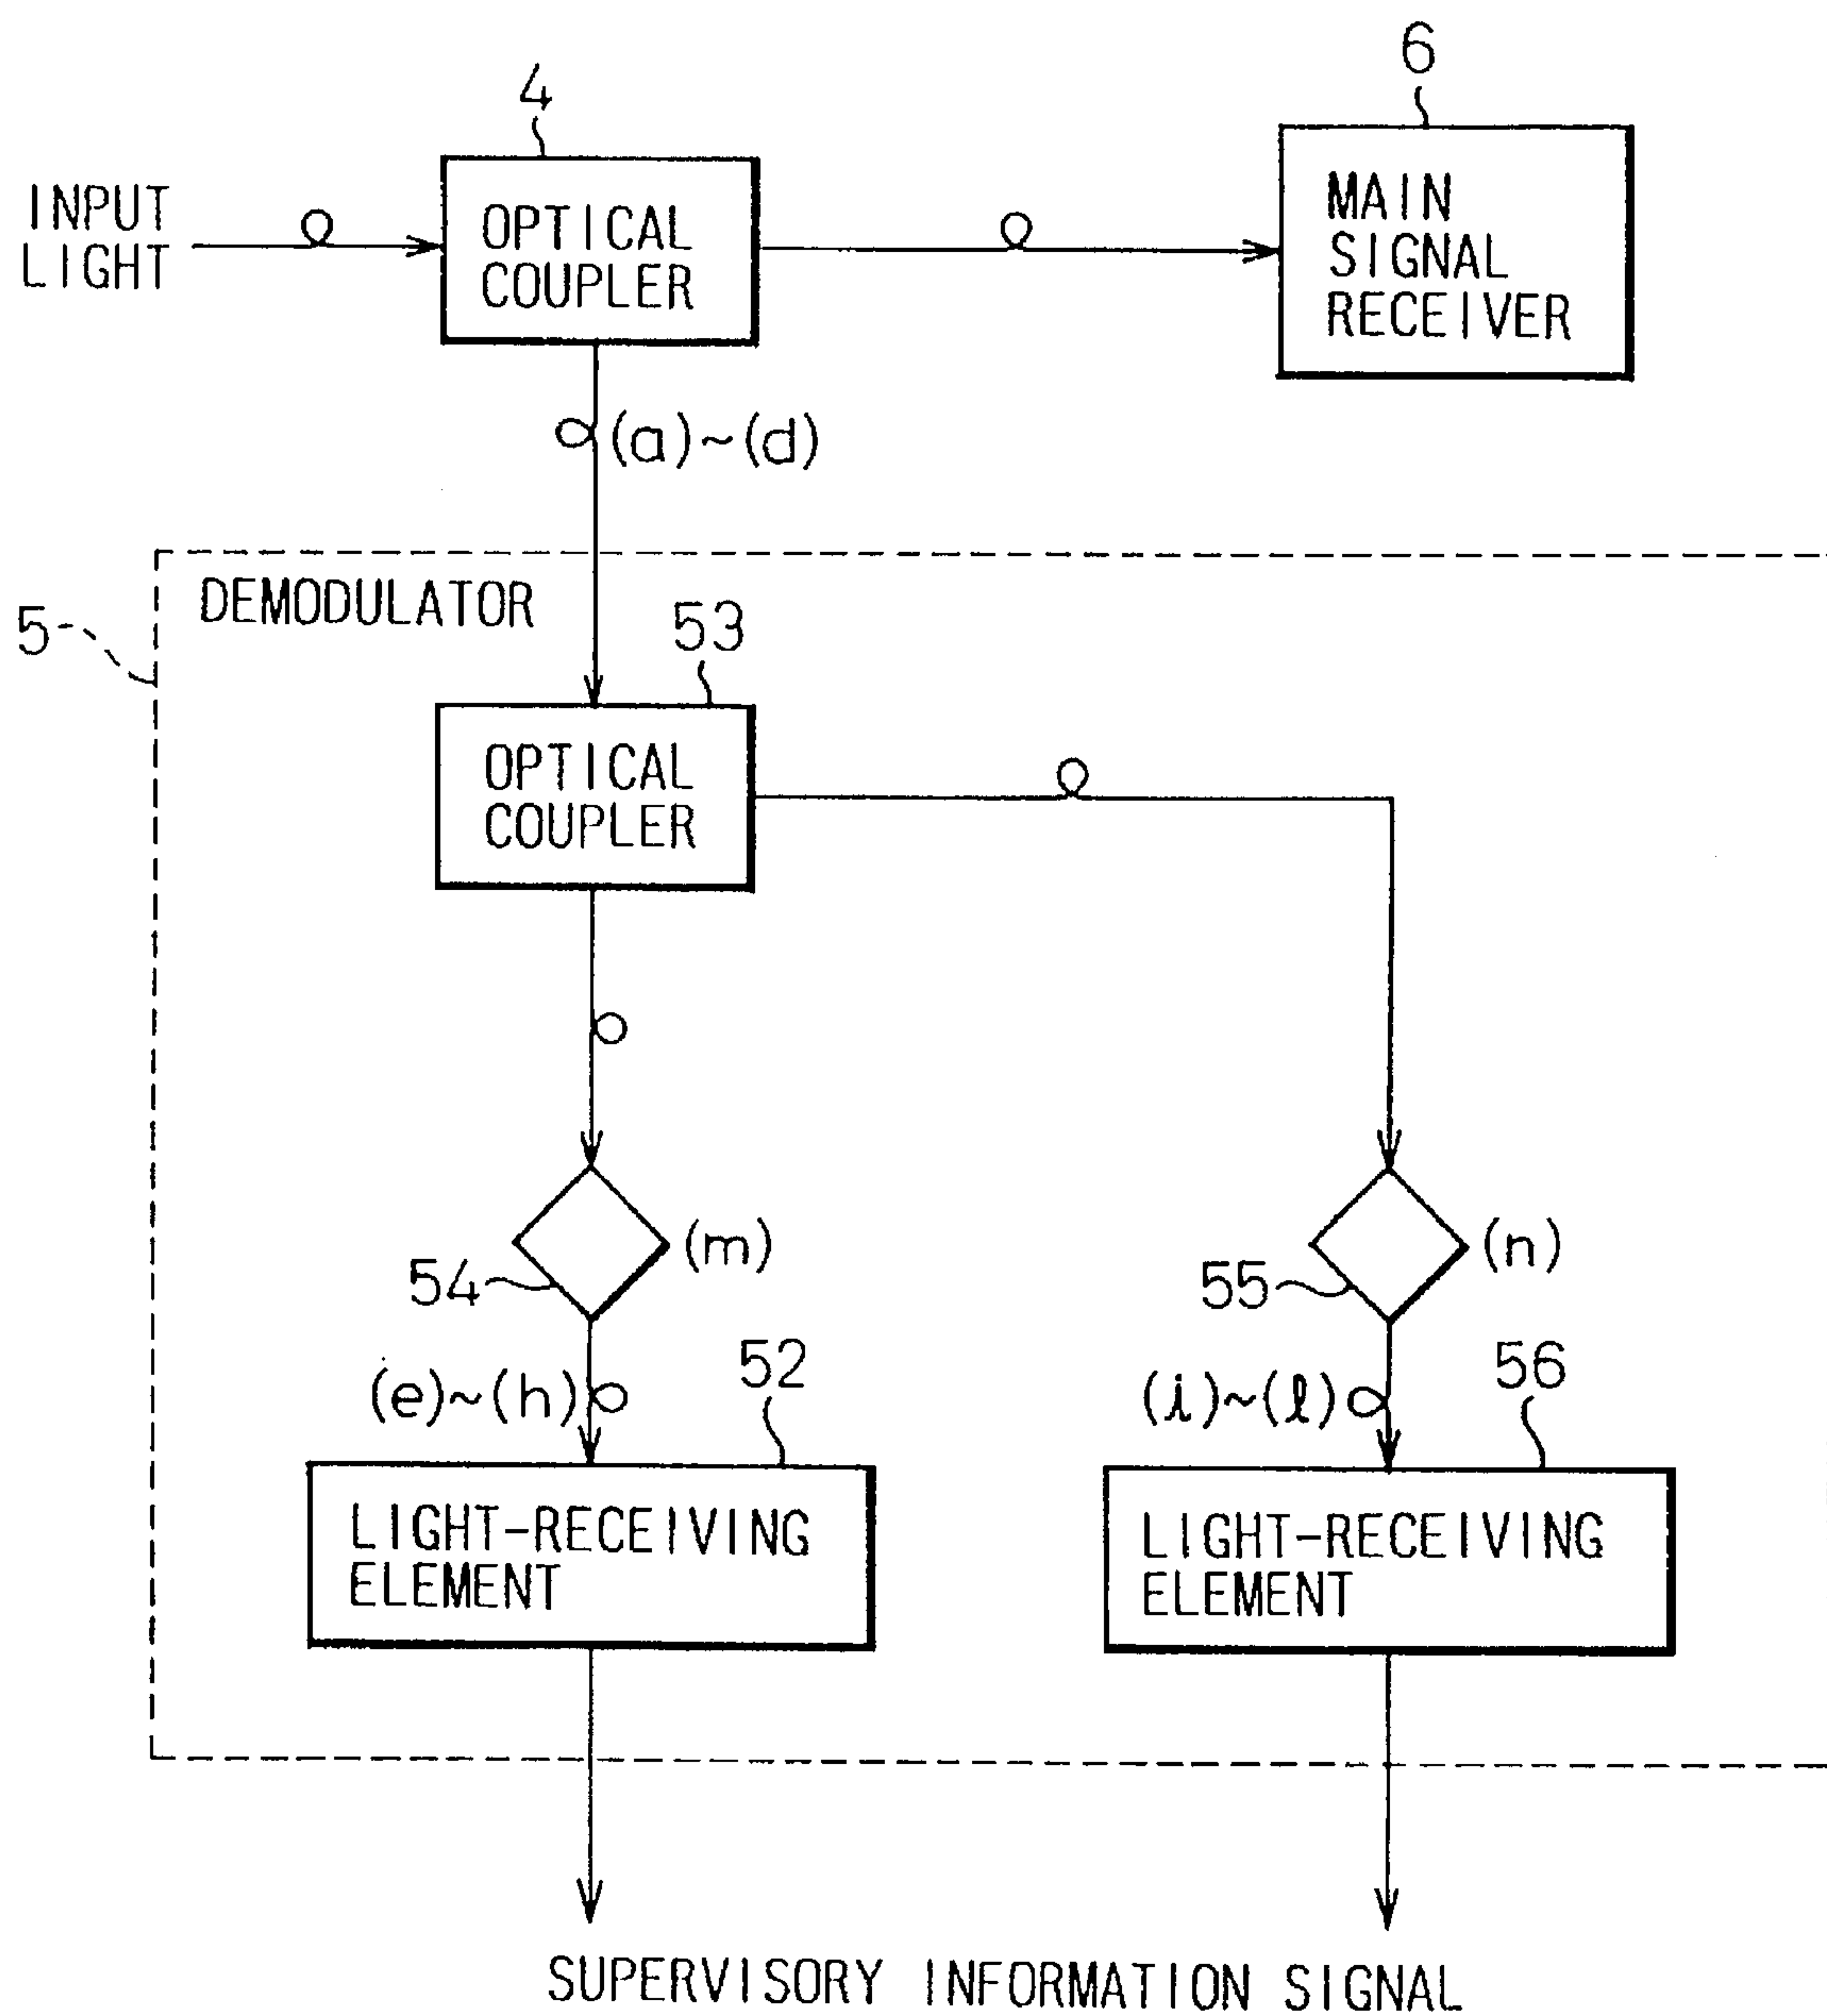 4
6
INPUT
LIGHT
OPTICAL
COUPLER
MAIN
SIGNAL
RECEIVER
(a)~(d)
5
DEMODULATOR
53
OPTICAL
COUPLER
54
(m)
55
(n)
(e)~(h)
52
(i)~(l)
56
LIGHT-RECEIVING
ELEMENT
LIGHT-RECEIVING
ELEMENT
SUPERVISORY INFORMATION SIGNAL